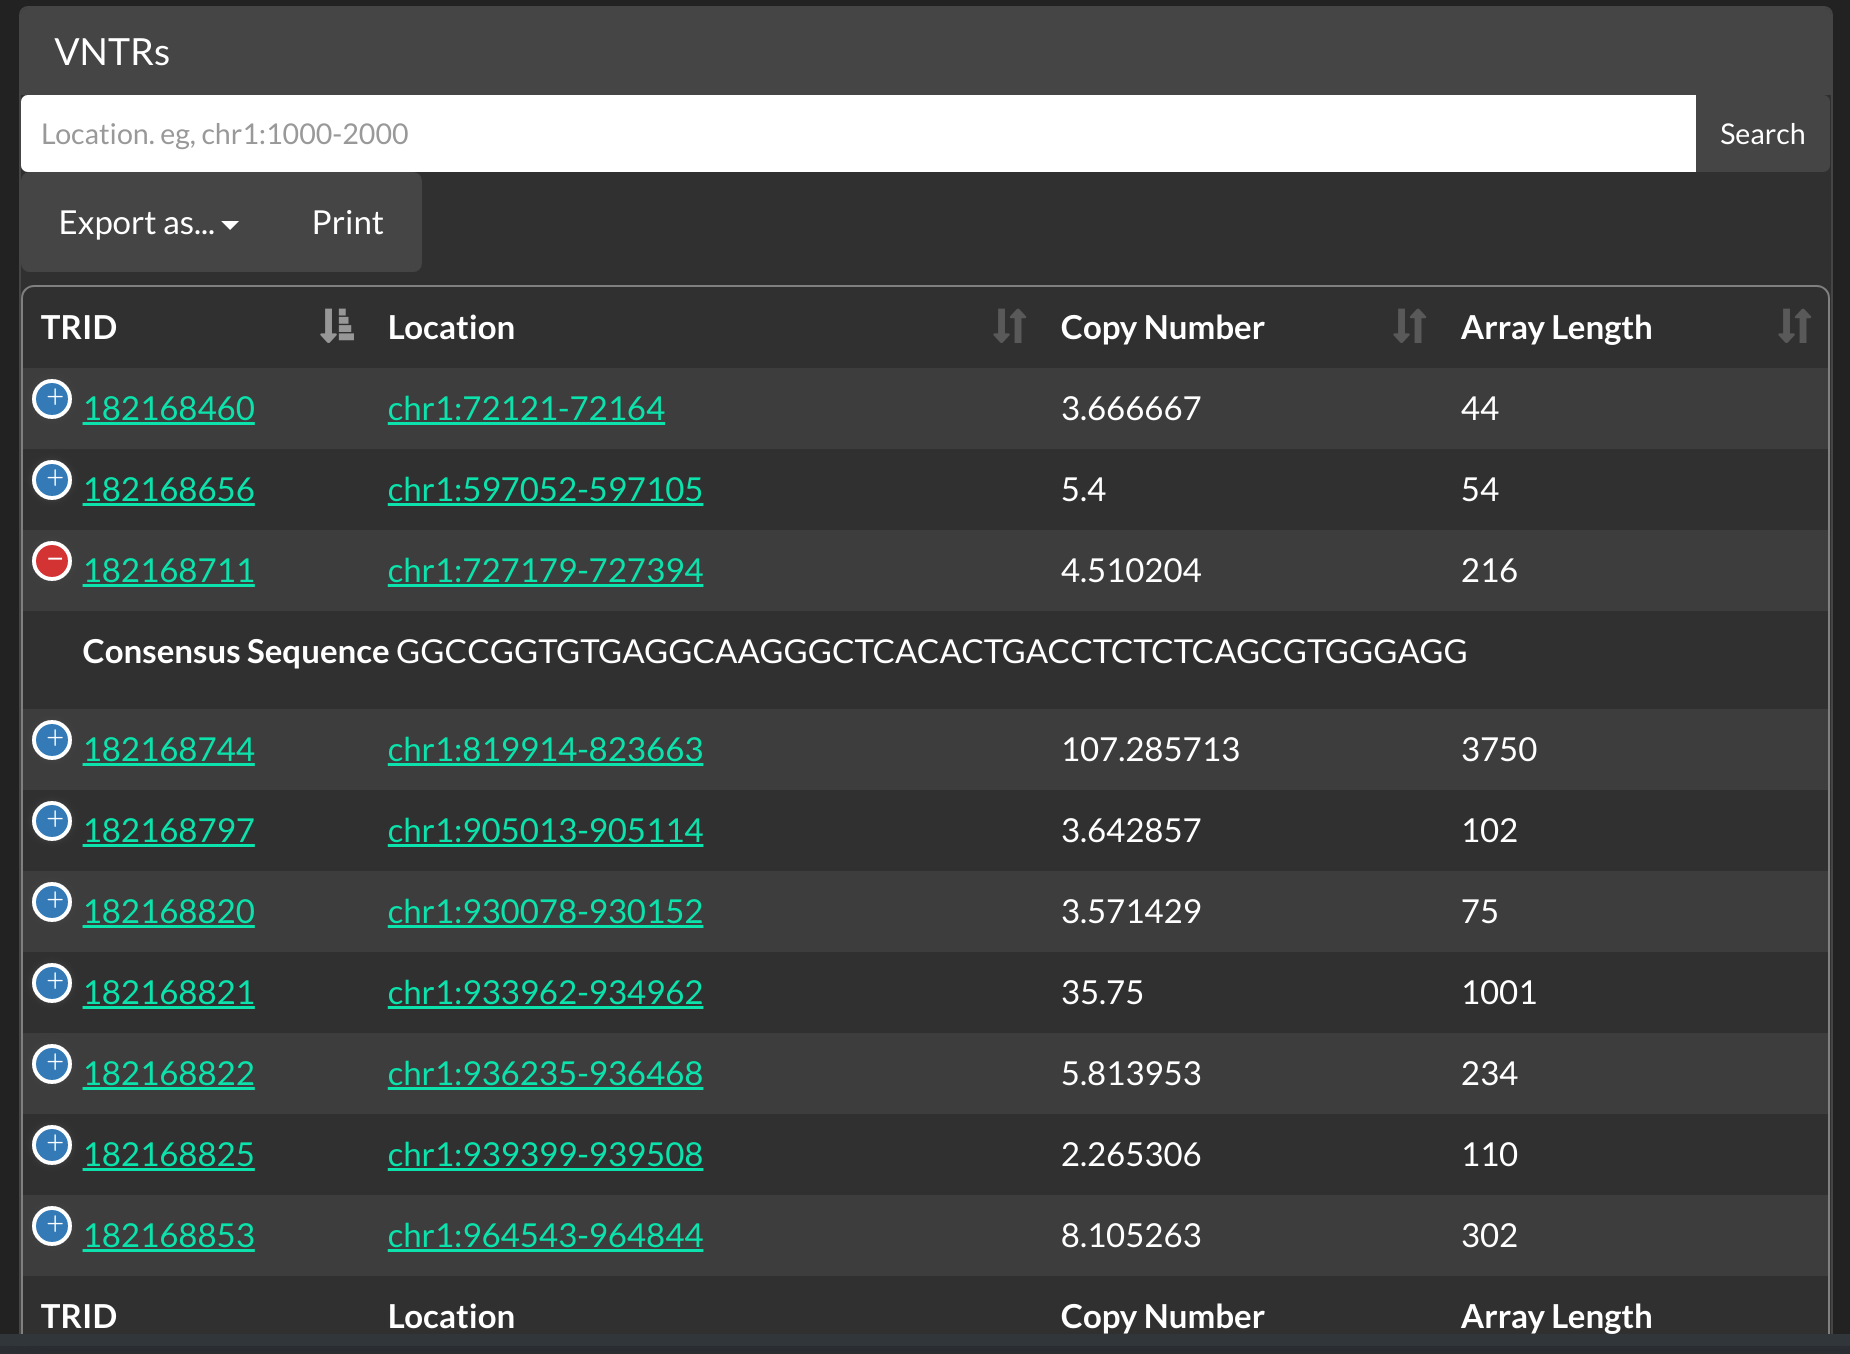 VNTRs
Location. eg, chr1:1000-2000 Search
Export as... Print
TRID Location Copy Number Array Length
182168460 chr1:72121-72164 3.666667 44
182168656 chr1:597052-597105 5.4 54
182168711 chr1:727179-727394 4.510204 216
Consensus Sequence GGCCGGTGTGAGGCAAGGGCTCACACTGACCTCTCTCAGCGTGGGAGG
182168744 chr1:819914-823663 107.285713 3750
182168797 chr1:905013-905114 3.642857 102
182168820 chr1:930078-930152 3.571429 75
182168821 chr1:933962-934962 35.75 1001
182168822 chr1:936235-936468 5.813953 234
182168825 chr1:939399-939508 2.265306 110
182168853 chr1:964543-964844 8.105263 302
TRID Location Copy Number Array Length